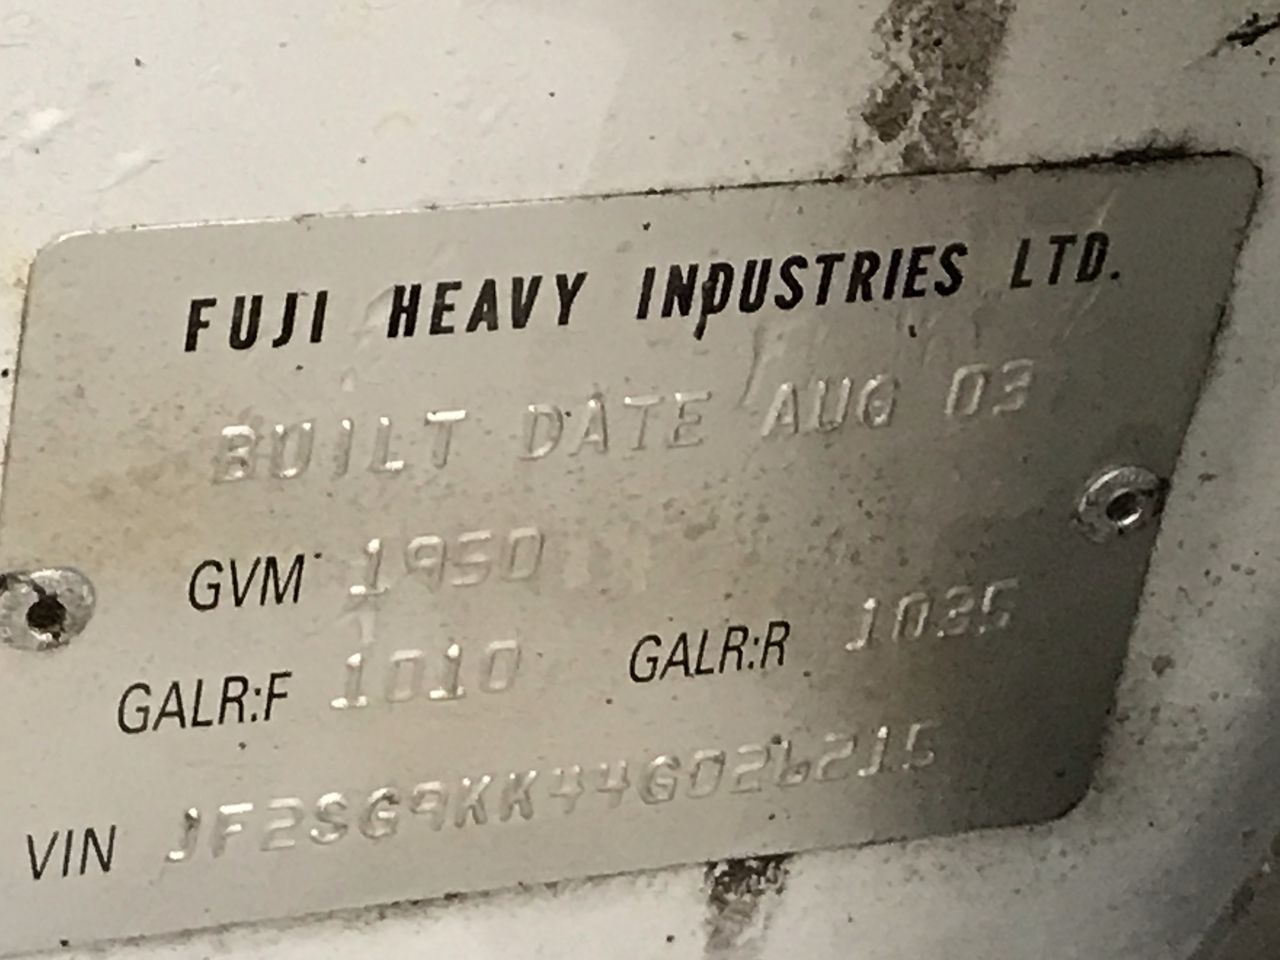 FUJI HEAVY INDUSTRIES LTD.
BUILT DATE AUG 03
GVM 1950
GALR:F 1010 GALR:R 1035
VIN JF2SG9KK44G026215